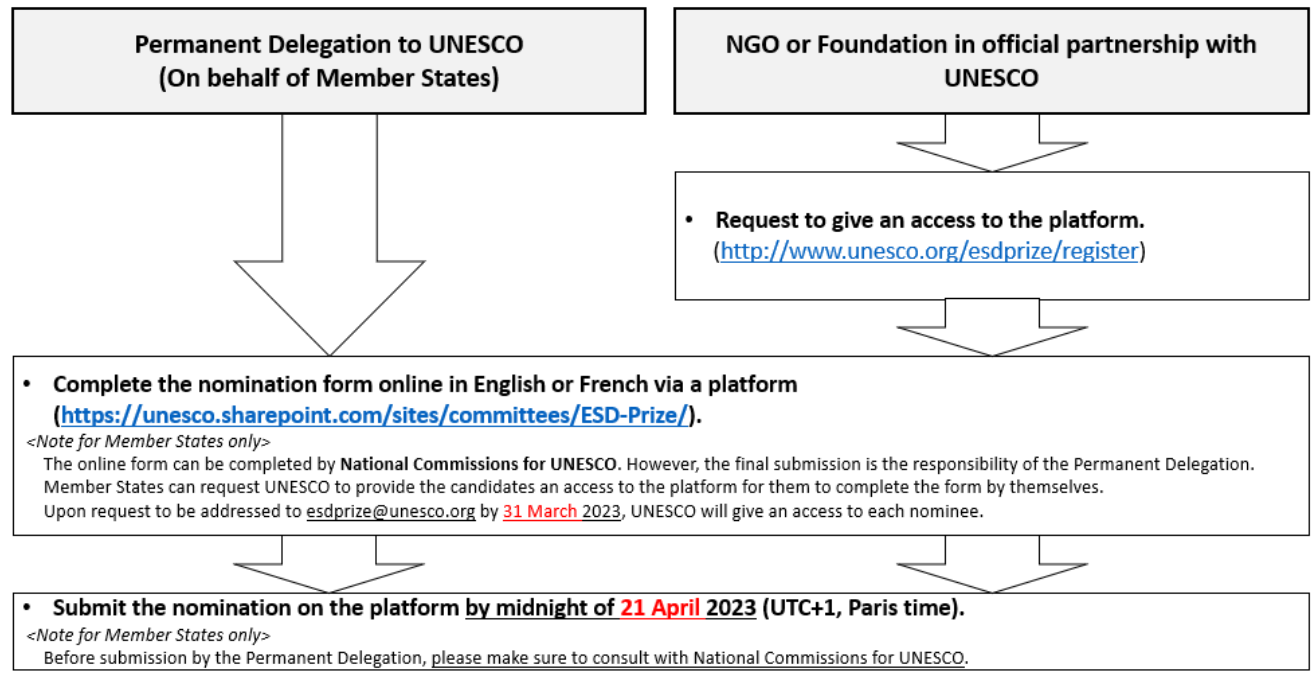 Permanent Delegation to UNESCO
(On behalf of Member States)
NGO or Foundation in official partnership with
UNESCO
• Request to give an access to the platform.
(http://www.unesco.org/esdprize/register)
• Complete the nomination form online in English or French via a platform
(https://unesco.sharepoint.com/sites/committees/ESD-Prize/).
<Note for Member States only>
The online form can be completed by National Commissions for UNESCO. However, the final submission is the responsibility of the Permanent Delegation.
Member States can request UNESCO to provide the candidates an access to the platform for them to complete the form by themselves.
Upon request to be addressed to esdprize@unesco.org by 31 March 2023, UNESCO will give an access to each nominee.
• Submit the nomination on the platform by midnight of 21 April 2023 (UTC+1, Paris time).
<Note for Member States only>
Before submission by the Permanent Delegation, please make sure to consult with National Commissions for UNESCO.